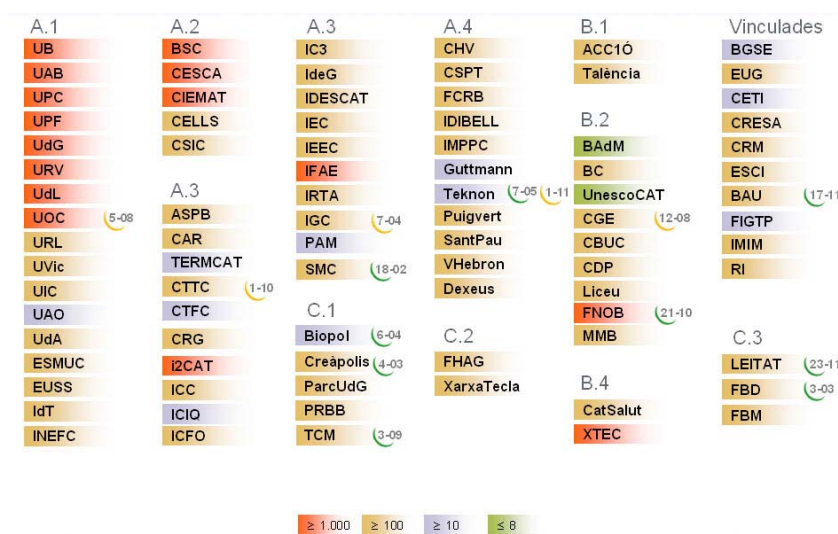 A.1
UB
UAB
UPC
UPF
UdG
URV
UdL
UOC 5-08
URL
UVic
UIC
UAO
UdA
ESMUC
EUSS
IdT
INEFC
A.2
BSC
CESCA
CIEMAT
CELLS
CSIC
A.3
ASPB
CAR
TERMCAT
CTTC 1-10
CTFC
CRG
i2CAT
ICC
ICIQ
ICFO
A.3
IC3
IdeG
IDESCAT
IEC
IEEC
IFAE
IRTA
IGC 7-04
PAM
SMC 18-02
C.1
Biopol 6-04
Creàpolis 4-03
ParcUdG
PRBB
TCM 3-09
A.4
CHV
CSPT
FCRB
IDIBELL
IMPPC
Guttmann
Teknon 7-05 1-11
Puigvert
SantPau
VHebron
Dexeus
C.2
FHAG
XarxaTecla
B.1
ACC1Ó
Talència
B.2
BAdM
BC
UnescoCAT
CGE 12-08
CBUC
CDP
Liceu
FNOB 21-10
MMB
B.4
CatSalut
XTEC
Vinculades
BGSE
EUG
CETI
CRESA
CRM
ESCI
BAU 17-11
FIGTP
IMIM
RI
C.3
LEITAT 23-11
FBD 3-03
FBM
≥ 1.000 ≥ 100 ≥ 10 ≤ 8